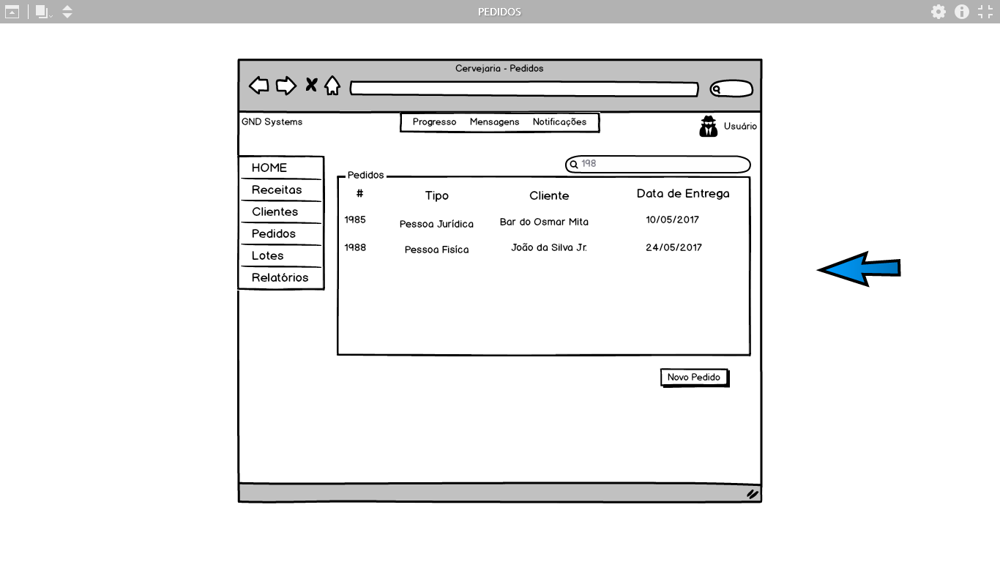 PEDIDOS
Cervejaria - Pedidos
GND Systems
Progresso Mensagens Notificações
Usuário
HOME
Receitas
Clientes
Pedidos
Lotes
Relatórios
198
Pedidos
# Tipo Cliente Data de Entrega
1985 Pessoa Jurídica Bar do Osmar Mita 10/05/2017
1988 Pessoa Fisíca João da Silva Jr. 24/05/2017
Novo Pedido